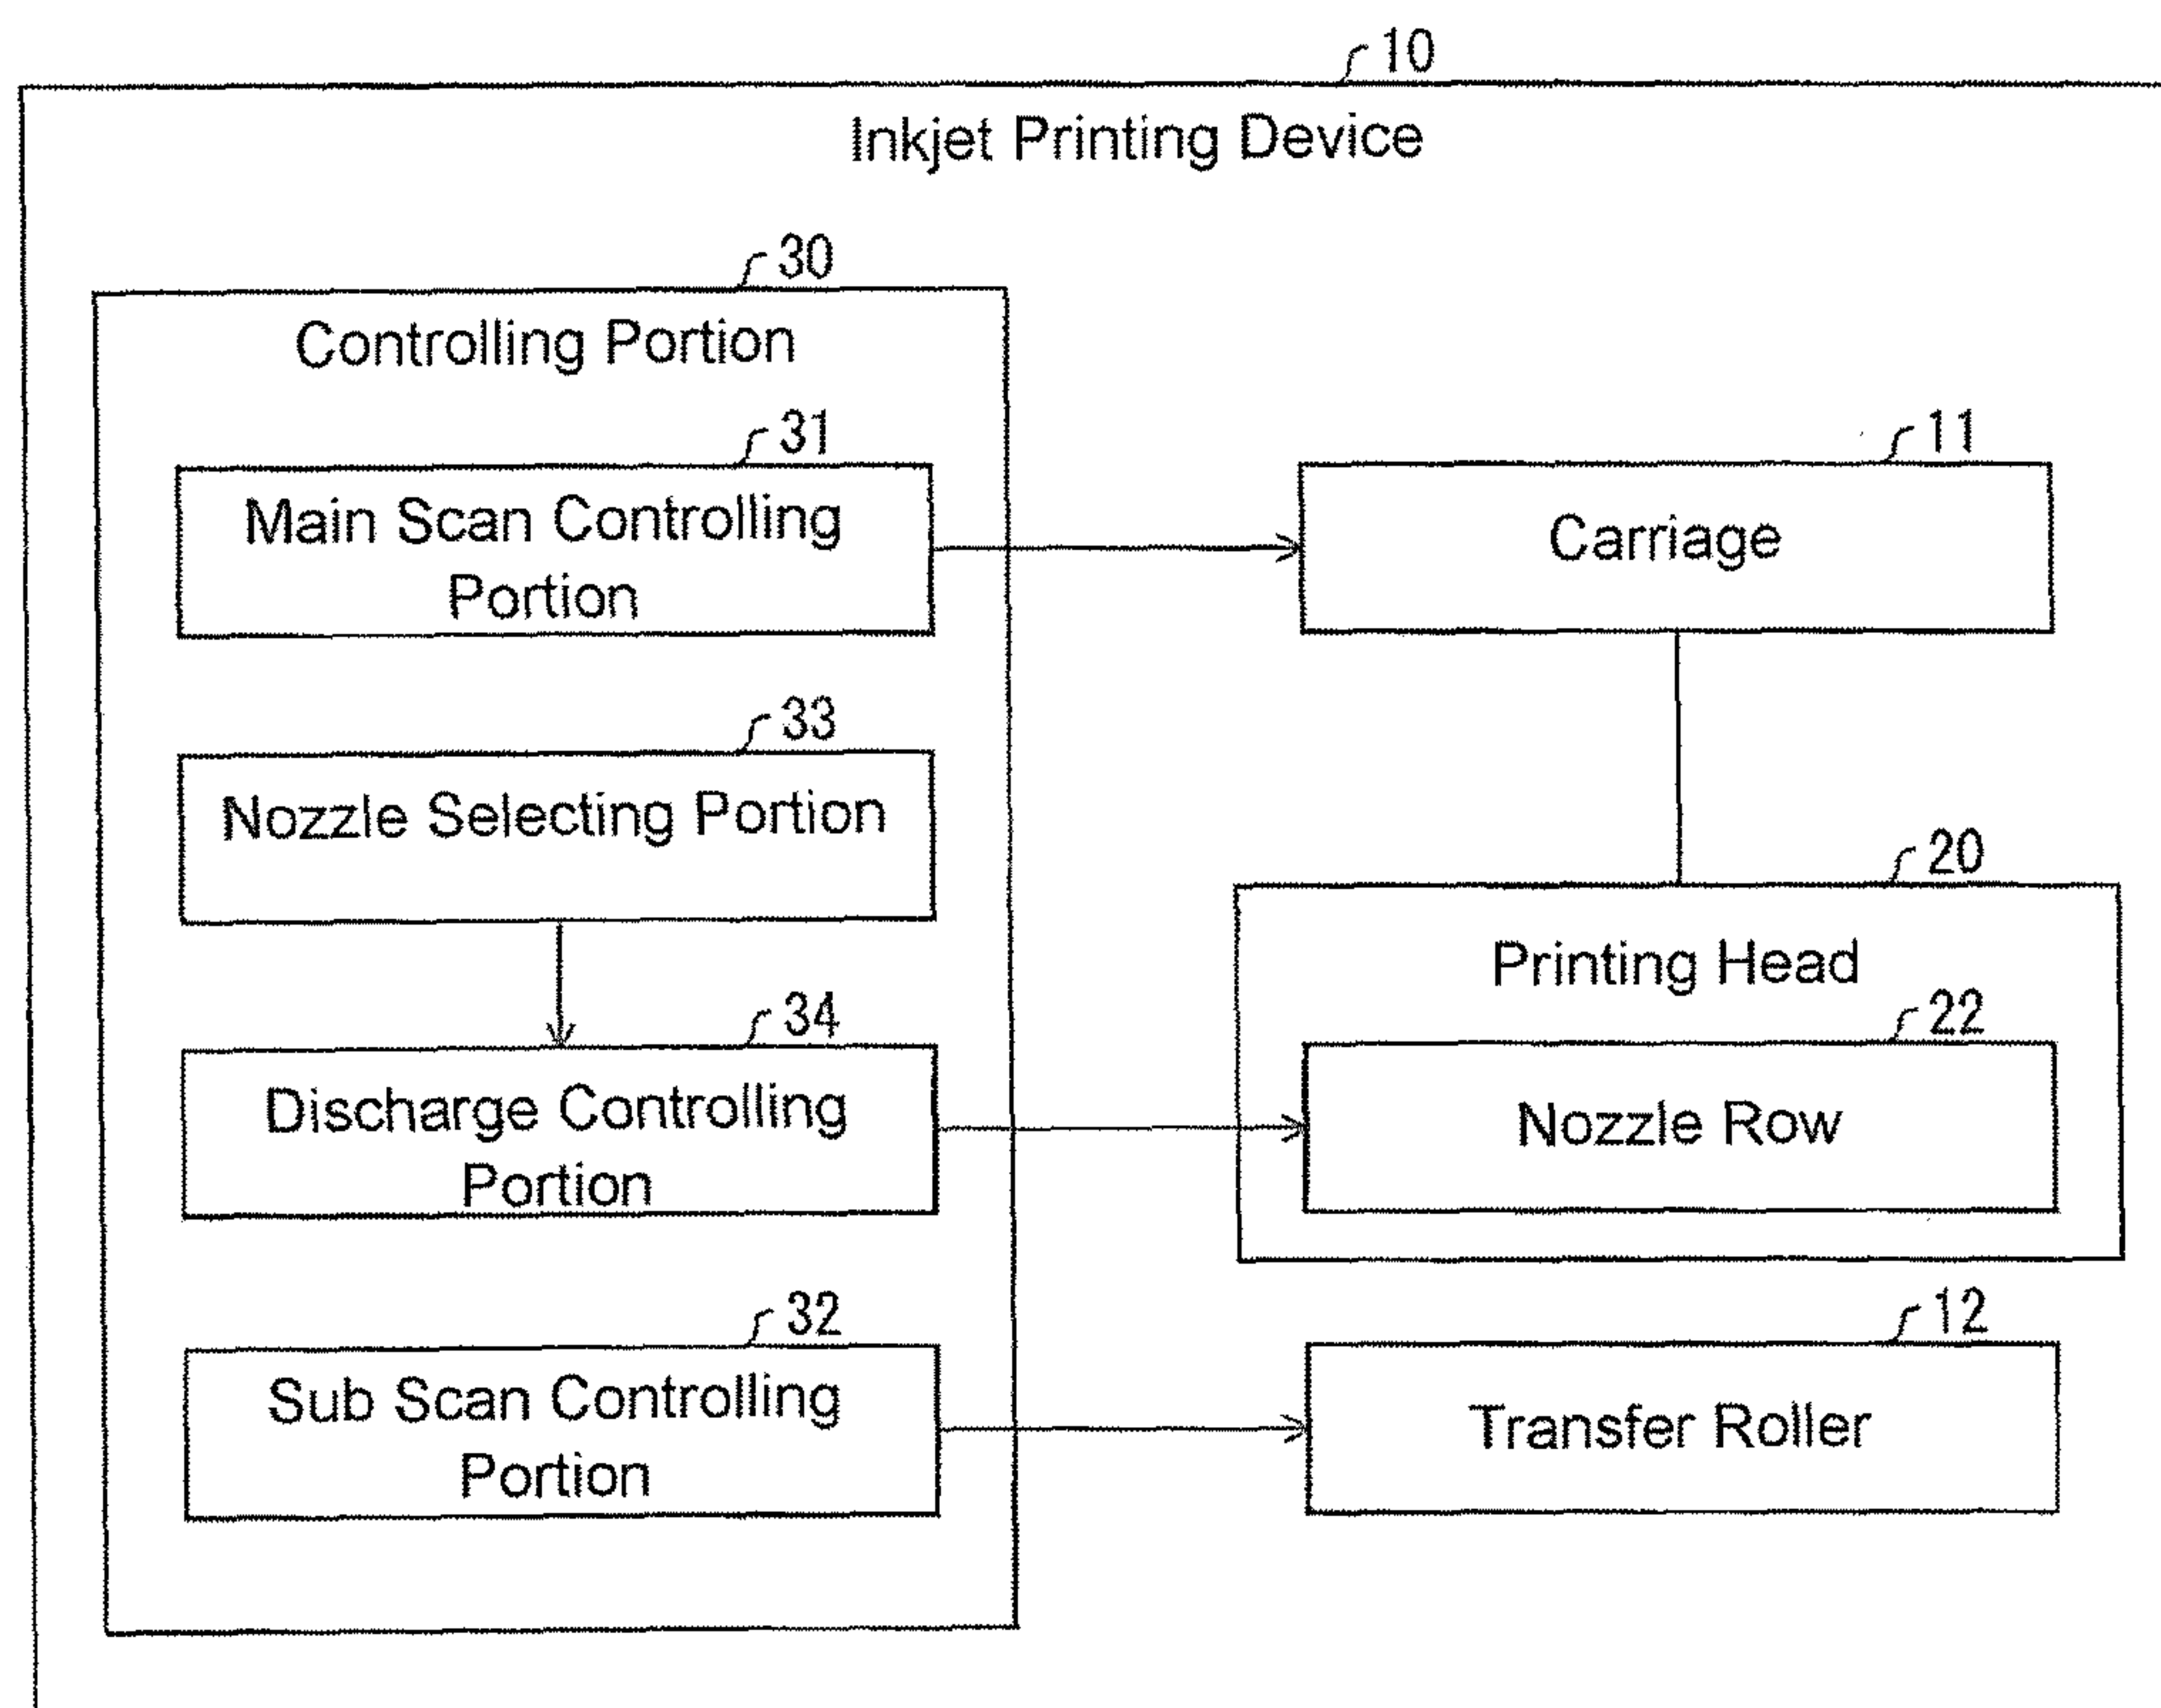 10
Inkjet Printing Device
30
Controlling Portion
31
Main Scan Controlling
Portion
11
Carriage
33
Nozzle Selecting Portion
20
Printing Head
34
Discharge Controlling
Portion
22
Nozzle Row
32
Sub Scan Controlling
Portion
12
Transfer Roller